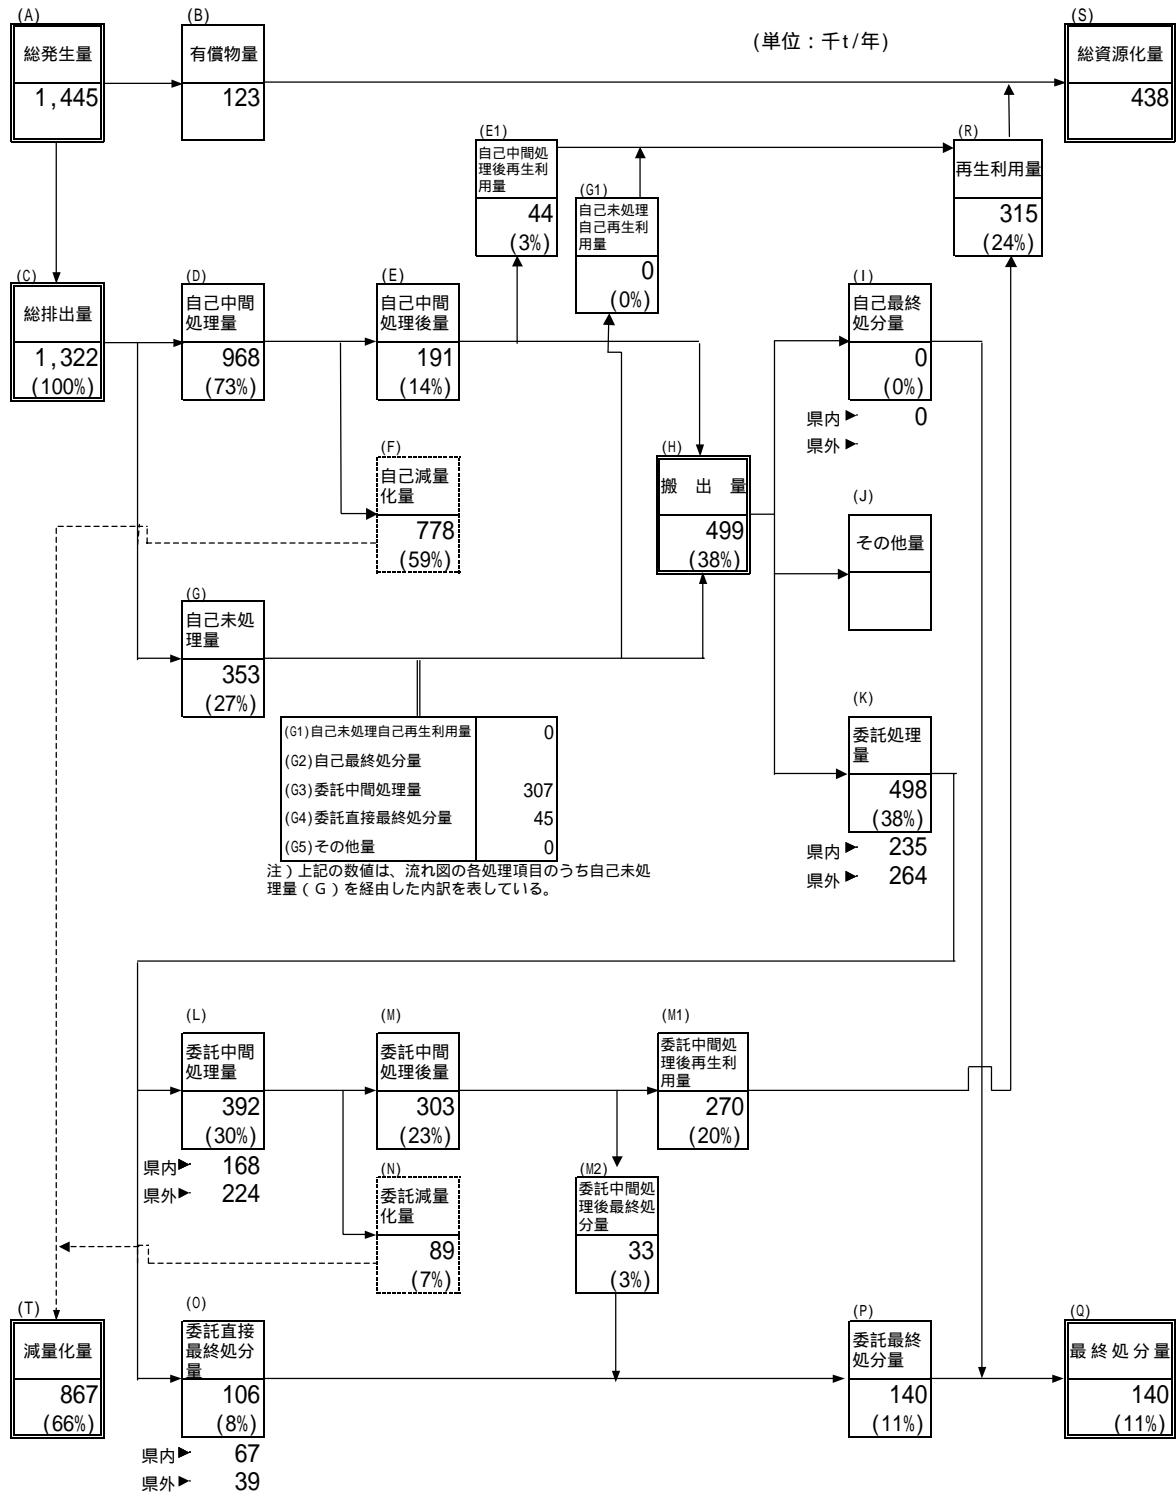 (A)
総発生量
1,445
(B)
有償物量
123
(単位：千t/年)
(S)
総資源化量
438
(E1)
自己中間処
理後再生利
用量
44
(3%)
(G1)
自己未処理
自己再生利
用量
0
(0%)
(R)
再生利用量
315
(24%)
(C)
総排出量
1,322
(100%)
(D)
自己中間
処理量
968
(73%)
(E)
自己中間
処理後量
191
(14%)
(I)
自己最終
処分量
0
(0%)
県内▶ 0
県外▶
(F)
自己減量
化量
778
(59%)
(H)
搬 出 量
499
(38%)
(J)
その他量
(G)
自己未処
理量
353
(27%)
(G1)自己未処理自己再生利用量 0
(G2)自己最終処分量
(G3)委託中間処理量 307
(G4)委託直接最終処分量 45
(G5)その他量 0
注）上記の数値は、流れ図の各処理項目のうち自己未処
理量（G）を経由した内訳を表している。
(K)
委託処理
量
498
(38%)
県内▶ 235
県外▶ 264
(L)
委託中間
処理量
392
(30%)
県内▶ 168
県外▶ 224
(M)
委託中間
処理後量
303
(23%)
(M1)
委託中間処
理後再生利
用量
270
(20%)
(N)
委託減量
化量
89
(7%)
(M2)
委託中間処
理後最終処
分量
33
(3%)
(T)
減量化量
867
(66%)
(O)
委託直接
最終処分
量
106
(8%)
県内▶ 67
県外▶ 39
(P)
委託最終
処分量
140
(11%)
(Q)
最終処分量
140
(11%)